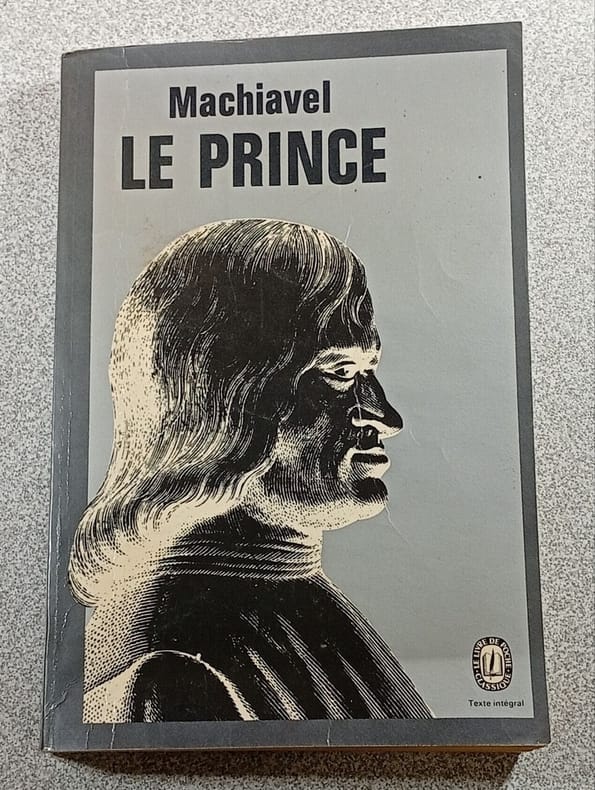 Machiavel
LE PRINCE
LE LIVRE DE POCHE
CLASSIQUE
Texte intégral